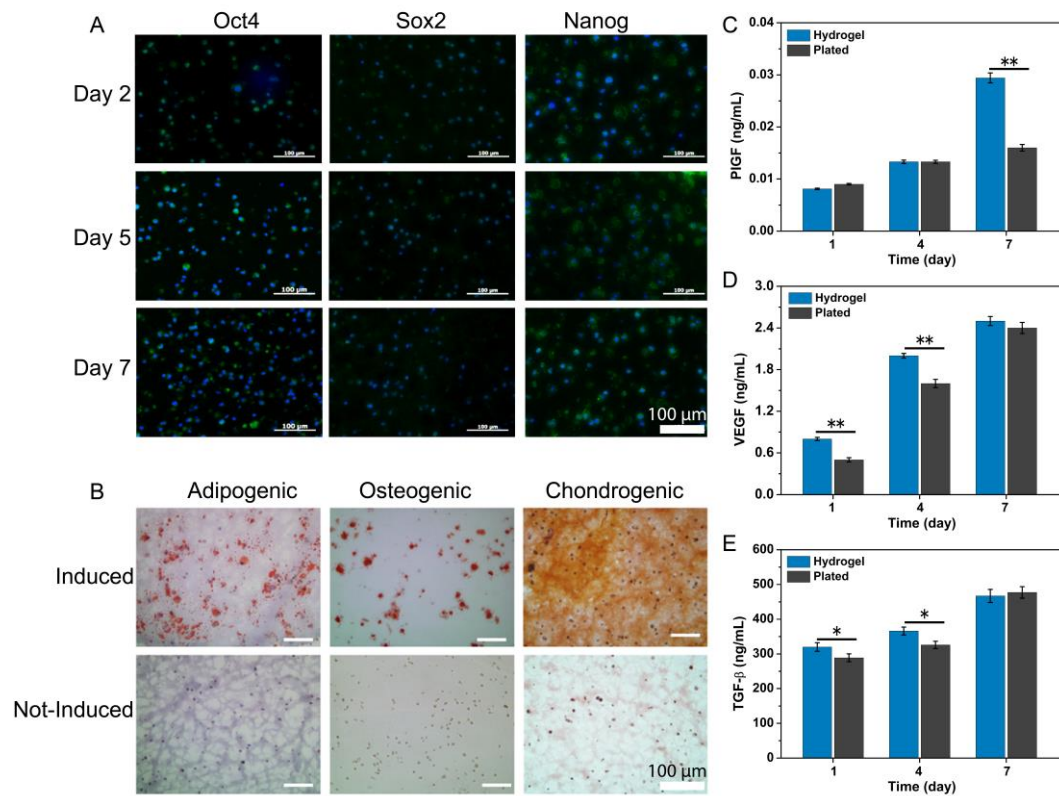 A
Oct4 Sox2 Nanog
Day 2
100 µm 100 µm 100 µm
Day 5
100 µm 100 µm 100 µm
Day 7
100 µm 100 µm 100 µm
B
Adipogenic Osteogenic Chondrogenic
Induced
Not-Induced
100 µm
C
0.04
0.03
0.02
0.01
0.00
PlGF (ng/mL)
Hydrogel
Plated
**
1 4 7
Time (day)
D
3.0
2.4
1.8
1.2
0.6
0.0
VEGF (ng/mL)
Hydrogel
Plated
** ** 
1 4 7
Time (day)
E
600
500
400
300
200
100
0
TGF-β (ng/mL)
Hydrogel
Plated
* *
1 4 7
Time (day)